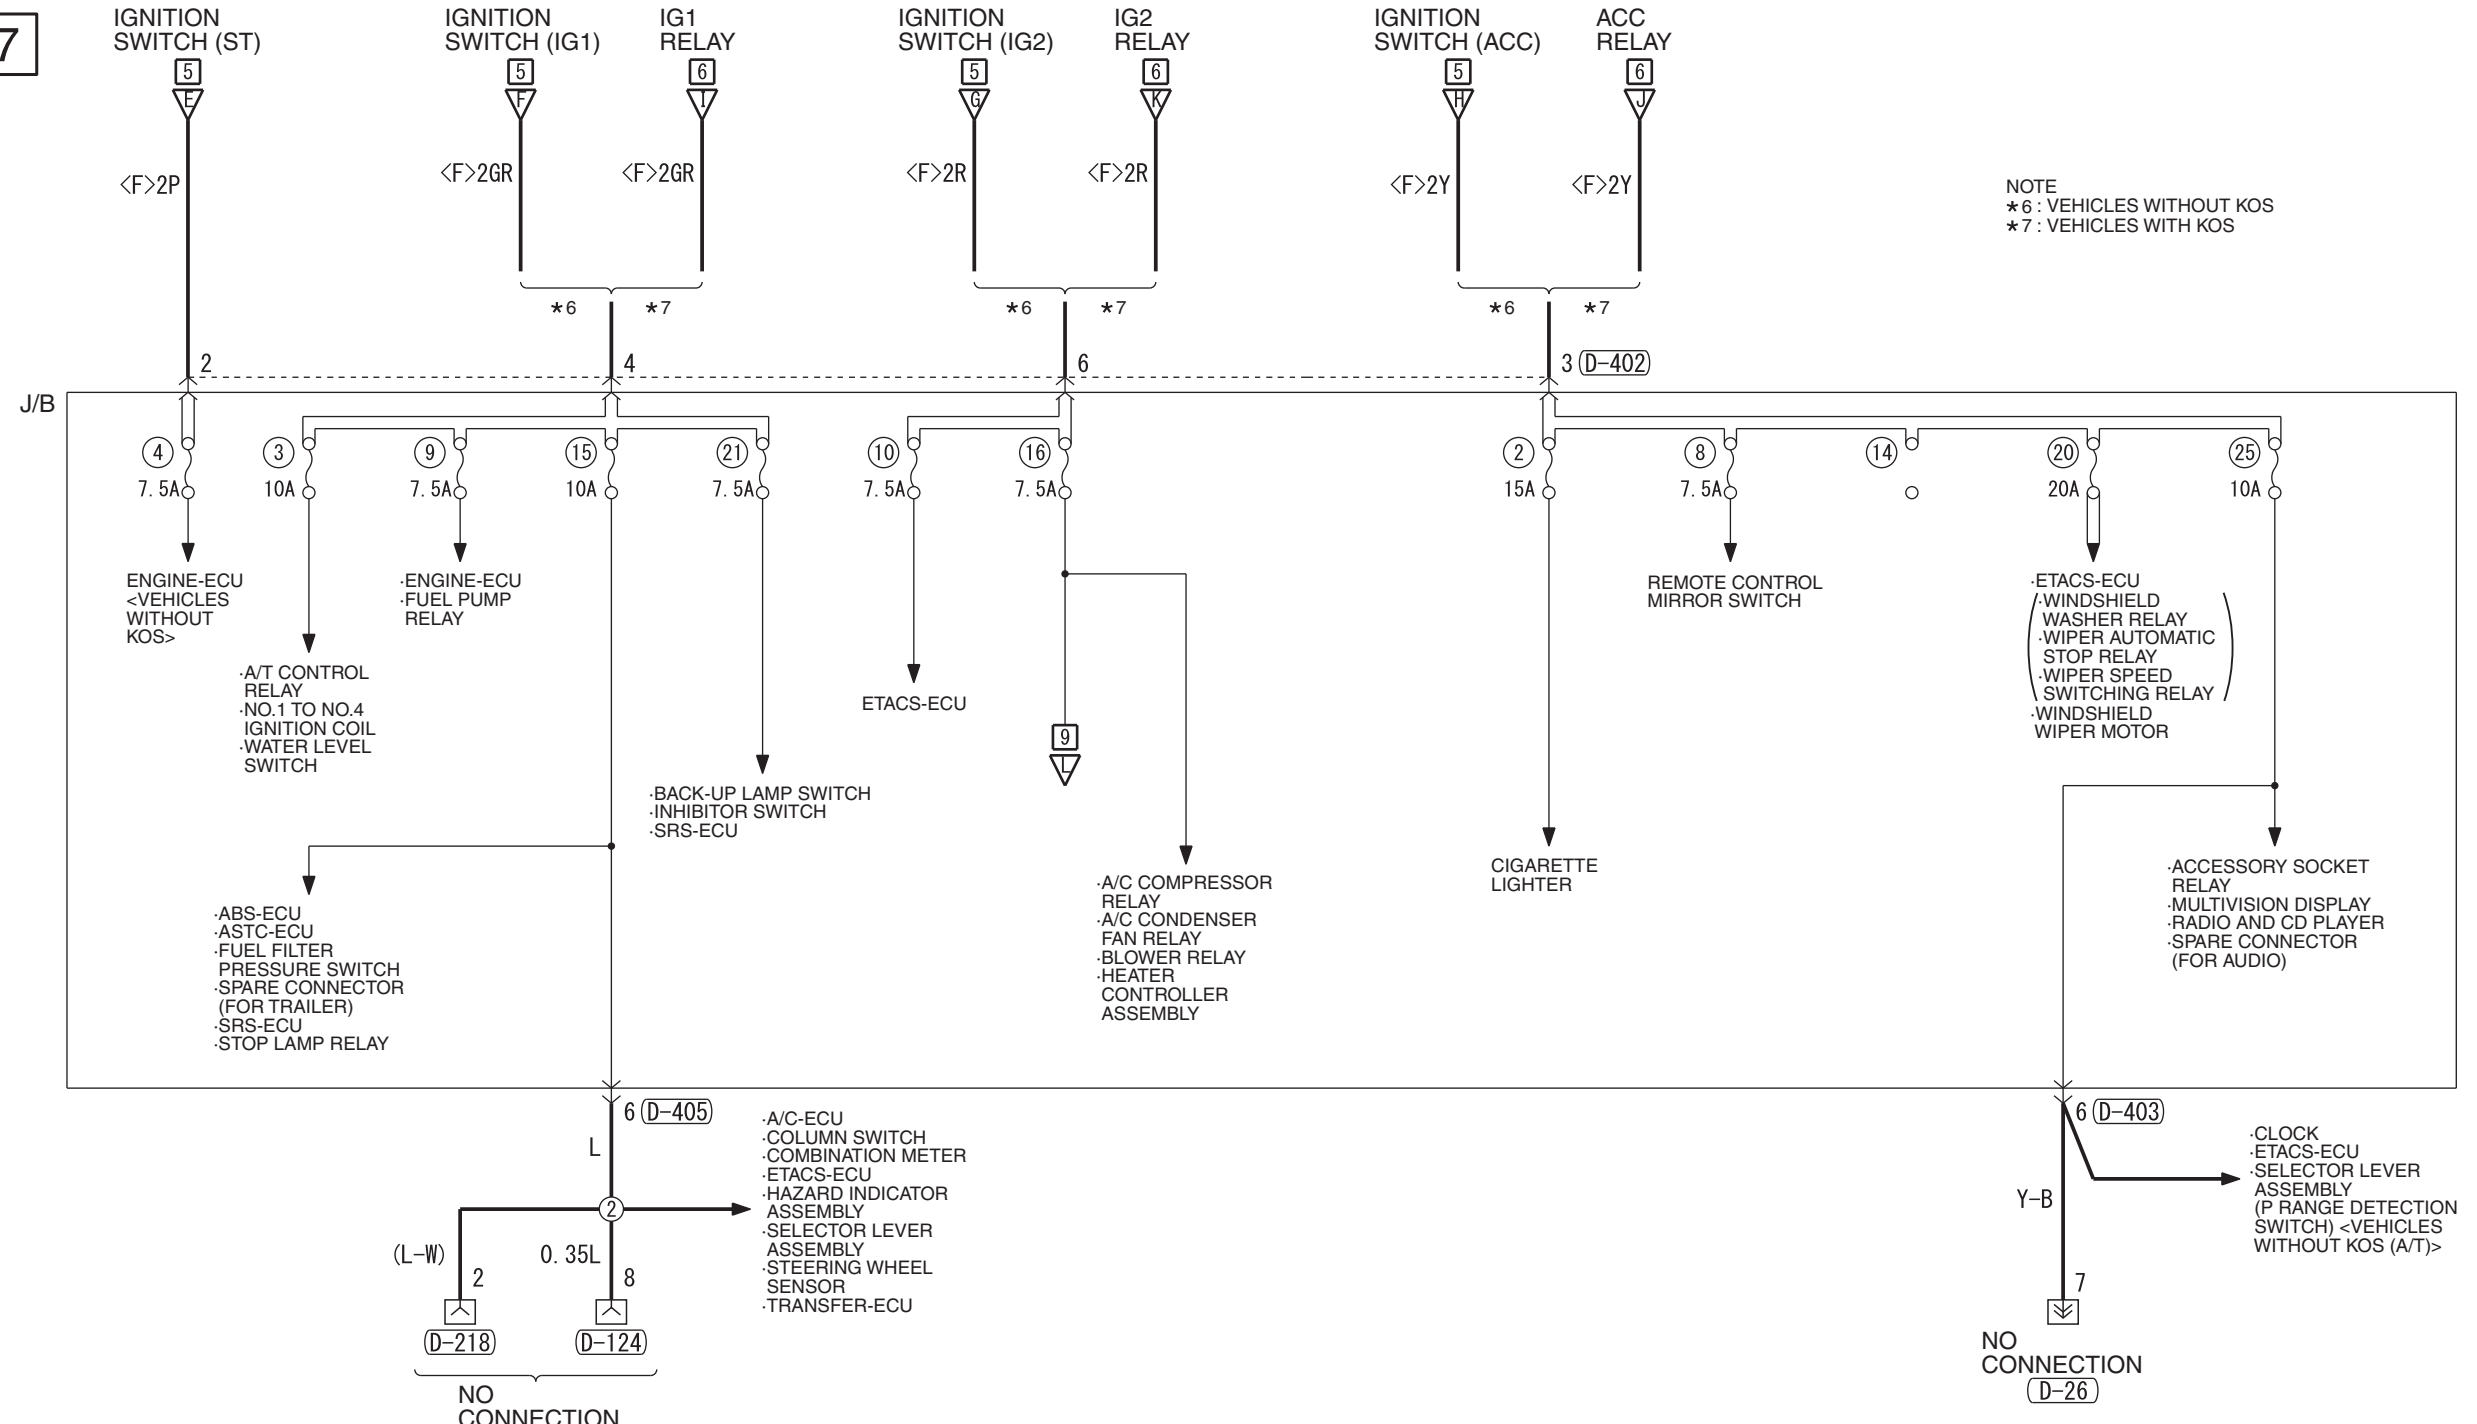 7
IGNITION
SWITCH (ST)
5
E
<F>2P
IGNITION
SWITCH (IG1)
5
F
<F>2GR
IG1
RELAY
6
I
<F>2GR
IGNITION
SWITCH (IG2)
5
G
<F>2R
IG2
RELAY
6
K
<F>2R
IGNITION
SWITCH (ACC)
5
H
<F>2Y
ACC
RELAY
6
J
<F>2Y
NOTE
*6 : VEHICLES WITHOUT KOS
*7 : VEHICLES WITH KOS
*6 *7
*6 *7
*6 *7
2
4
6
3 (D-402)
J/B
4
7.5A
3
10A
9
7.5A
15
10A
21
7.5A
10
7.5A
16
7.5A
2
15A
8
7.5A
14
20
20A
25
10A
ENGINE-ECU
<VEHICLES
WITHOUT
KOS>
·A/T CONTROL
RELAY
·NO.1 TO NO.4
IGNITION COIL
·WATER LEVEL
SWITCH
·ENGINE-ECU
·FUEL PUMP
RELAY
·BACK-UP LAMP SWITCH
·INHIBITOR SWITCH
·SRS-ECU
ETACS-ECU
9
L
REMOTE CONTROL
MIRROR SWITCH
·ETACS-ECU
(·WINDSHIELD
WASHER RELAY
·WIPER AUTOMATIC
STOP RELAY
·WIPER SPEED
SWITCHING RELAY)
·WINDSHIELD
WIPER MOTOR
CIGARETTE
LIGHTER
·ACCESSORY SOCKET
RELAY
·MULTIVISION DISPLAY
·RADIO AND CD PLAYER
·SPARE CONNECTOR
(FOR AUDIO)
·A/C COMPRESSOR
RELAY
·A/C CONDENSER
FAN RELAY
·BLOWER RELAY
·HEATER
CONTROLLER
ASSEMBLY
·ABS-ECU
·ASTC-ECU
·FUEL FILTER
PRESSURE SWITCH
·SPARE CONNECTOR
(FOR TRAILER)
·SRS-ECU
·STOP LAMP RELAY
6 (D-405)
L
2
·A/C-ECU
·COLUMN SWITCH
·COMBINATION METER
·ETACS-ECU
·HAZARD INDICATOR
ASSEMBLY
·SELECTOR LEVER
ASSEMBLY
·STEERING WHEEL
SENSOR
·TRANSFER-ECU
(L-W)
2
(D-218)
0.35L
8
(D-124)
NO
CONNECTION
6 (D-403)
Y-B
·CLOCK
·ETACS-ECU
·SELECTOR LEVER
ASSEMBLY
(P RANGE DETECTION
SWITCH) <VEHICLES
WITHOUT KOS (A/T)>
7
NO
CONNECTION
(D-26)